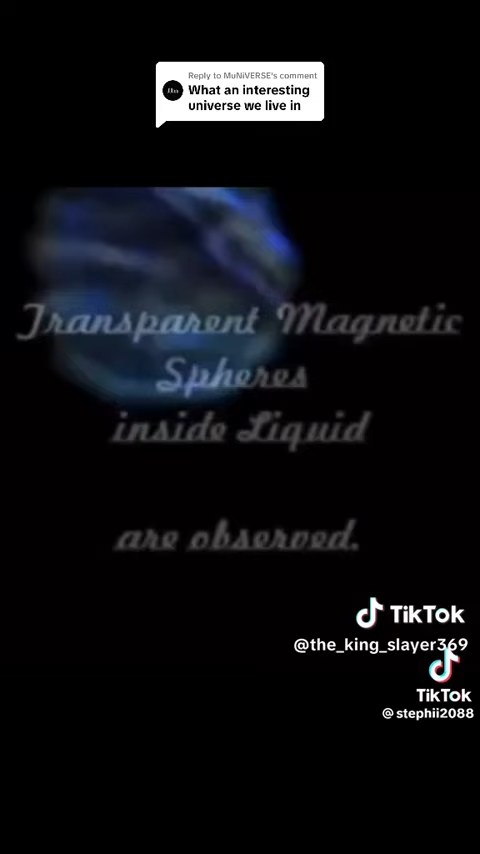 Reply to MuNiVERSE's comment
What an interesting
universe we live in
Transparent Magnetic
Spheres
inside Liquid
are observed.
TikTok
@the_king_slayer369
TikTok
@stephii2088